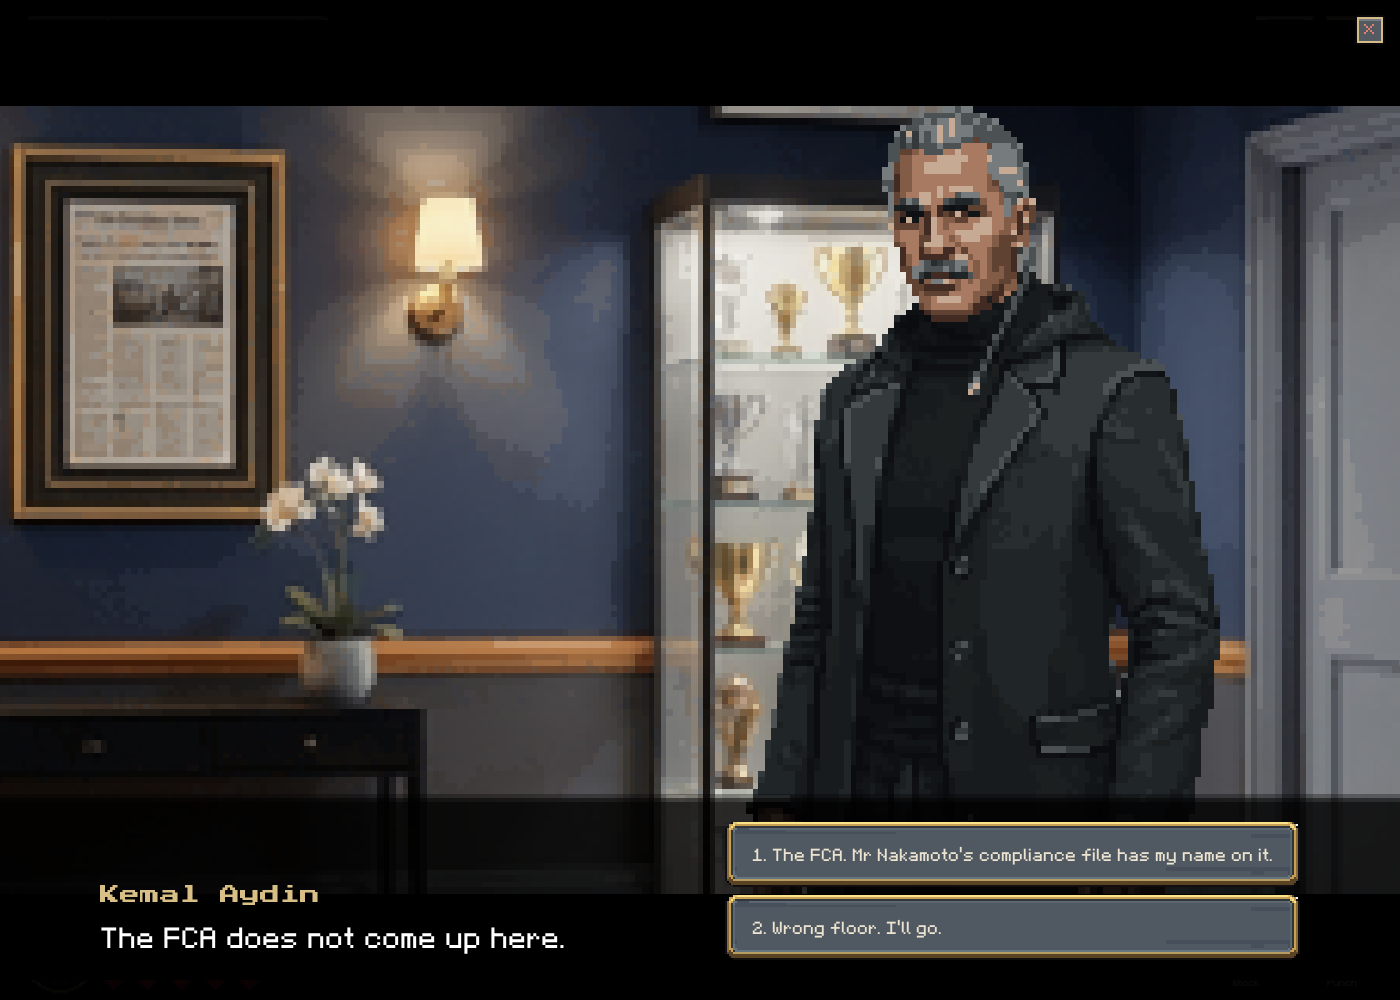 Kemal Aydin
The FCA does not come up here.
1. The FCA. Mr Nakamoto's compliance file has my name on it.
2. Wrong floor. I'll go.